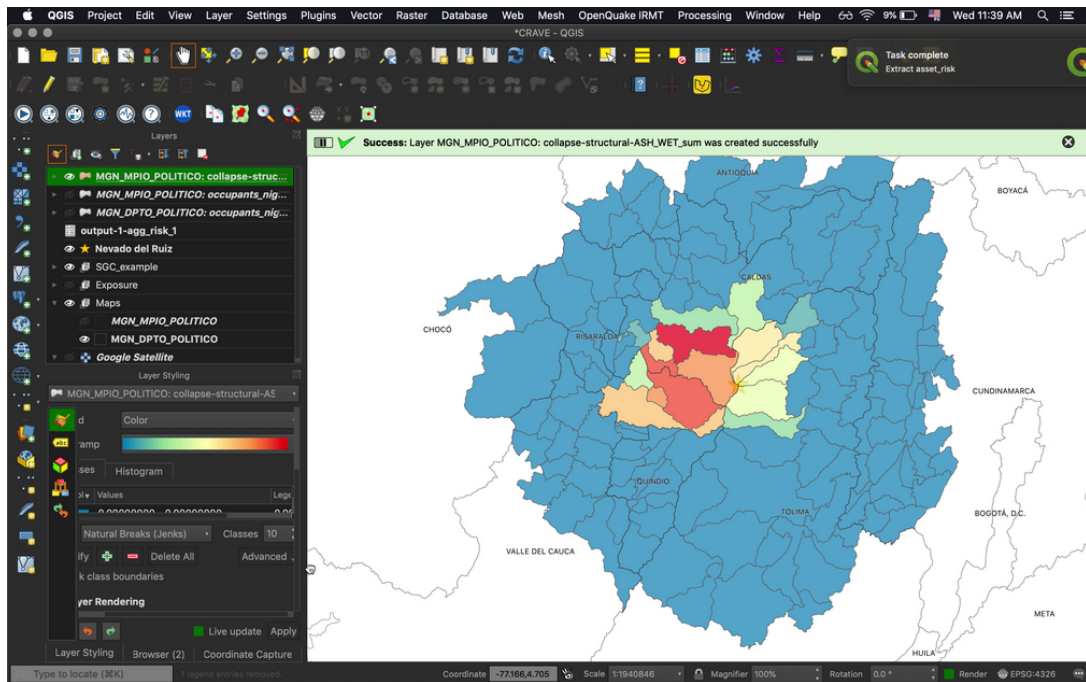 QGIS Project Edit View Layer Settings Plugins Vector Raster Database Web Mesh OpenQuake IRMT Processing Window Help 9% Wed 11:39 AM
*CRAVE - QGIS
Task complete
Extract asset_risk
WKT
Layers
Success: Layer MGN_MPIO_POLITICO: collapse-structural-ASH_WET_sum was created successfully
MGN_MPIO_POLITICO: collapse-struc...
MGN_MPIO_POLITICO: occupants_nig...
MGN_DPTO_POLITICO: occupants_nig...
output-1-agg_risk_1
Nevado del Ruiz
SGC_example
Exposure
Maps
MGN_MPIO_POLITICO
MGN_DPTO_POLITICO
Google Satellite
Layer Styling
MGN_MPIO_POLITICO: collapse-structural-AS
Color
amp
abc
ses Histogram
Values Lege
Natural Breaks (Jenks) Classes 10
ify Delete All Advanced
k class boundaries
yer Rendering
Live update Apply
Layer Styling Browser (2) Coordinate Capture
ANTIOQUIA
BOYACÁ
CALDAS
CHOCÓ
RISARALDA
CUNDINAMARCA
QUINDIO
TOLIMA
BOGOTÁ, D.C.
VALLE DEL CAUCA
META
HUILA
Type to locate (⌘K) 1 legend entries removed. Coordinate -77.166,4.705 Scale 1:1940846 Magnifier 100% Rotation 0.0 ° Render EPSG:4326